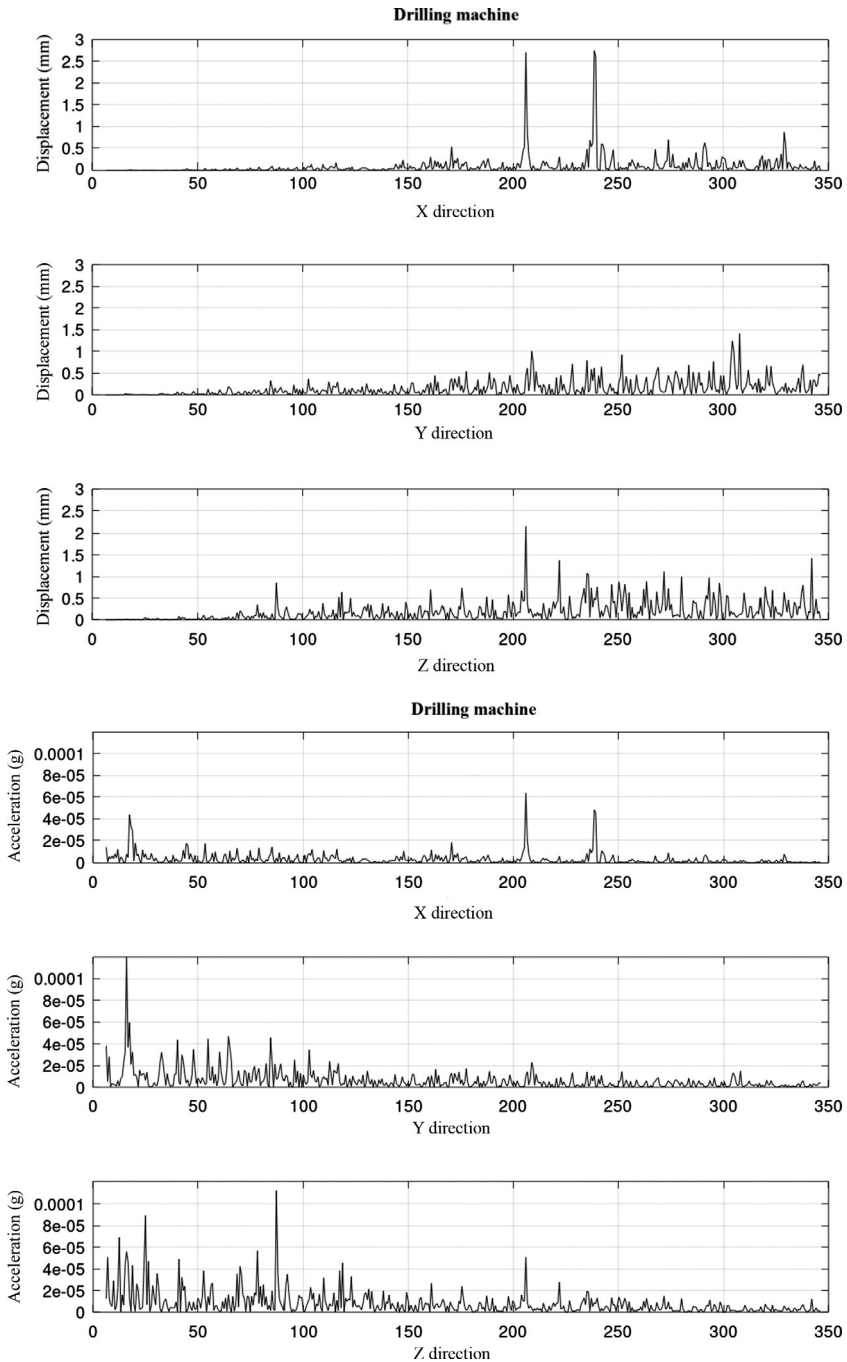 Drilling machine
Displacement (mm)
3
2.5
2
1.5
1
0.5
0
0 50 100 150 200 250 300 350
X direction
Displacement (mm)
3
2.5
2
1.5
1
0.5
0
0 50 100 150 200 250 300 350
Y direction
Displacement (mm)
3
2.5
2
1.5
1
0.5
0
0 50 100 150 200 250 300 350
Z direction
Drilling machine
Acceleration (g)
0.0001
8e-05
6e-05
4e-05
2e-05
0
0 50 100 150 200 250 300 350
X direction
Acceleration (g)
0.0001
8e-05
6e-05
4e-05
2e-05
0
0 50 100 150 200 250 300 350
Y direction
Acceleration (g)
0.0001
8e-05
6e-05
4e-05
2e-05
0
0 50 100 150 200 250 300 350
Z direction